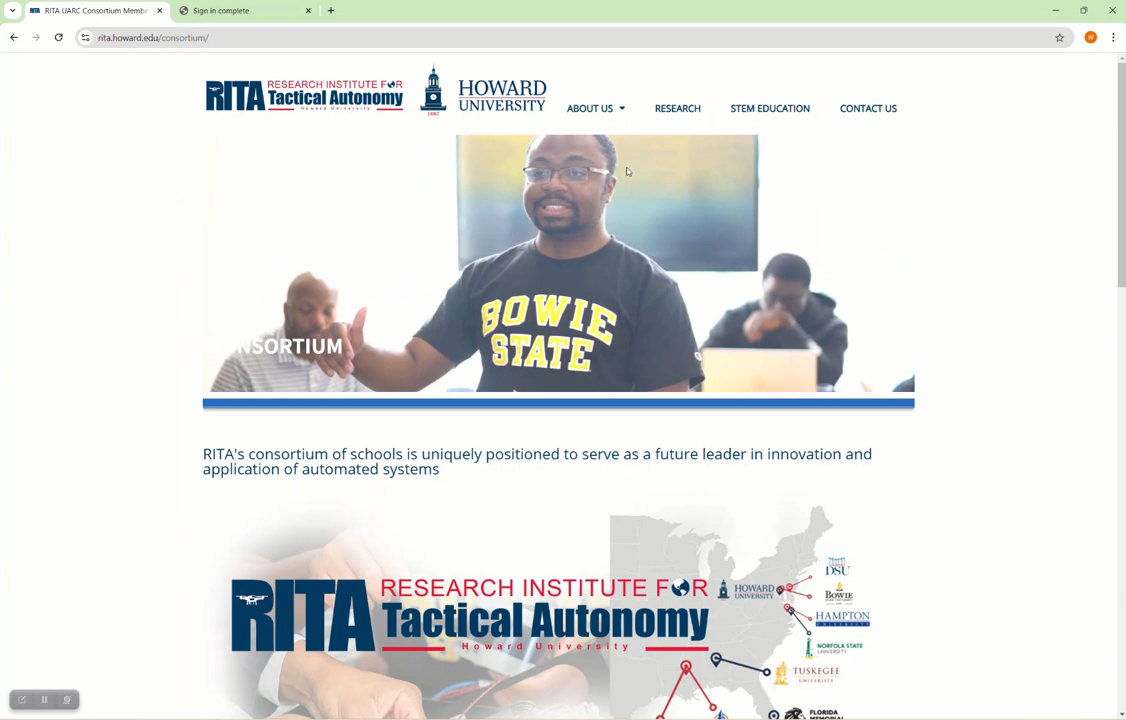 RITA UARC Consortium Membe
Sign in complete
rita.howard.edu/consortium/
W
RITA RESEARCH INSTITUTE FOR
Tactical Autonomy
Howard University
1867
HOWARD
UNIVERSITY
ABOUT US
RESEARCH
STEM EDUCATION
CONTACT US
BOWIE
STATE
NSORTIUM
RITA's consortium of schools is uniquely positioned to serve as a future leader in innovation and
application of automated systems
RITA RESEARCH INSTITUTE FOR
Tactical Autonomy
Howard University
HOWARD
UNIVERSITY
DSU
BOWIE
HAMPTON
UNIVERSITY
NORFOLK STATE
UNIVERSITY
TUSKEGEE
UNIVERSITY
FLORIDA
MEMORIAL